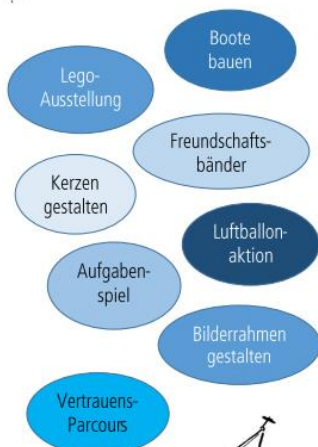 Boote
bauen
Lego-
Ausstellung
Freundschafts-
bänder
Kerzen
gestalten
Luftballon-
aktion
Aufgaben-
spiel
Bilderrahmen
gestalten
Vertrauens-
Parcours